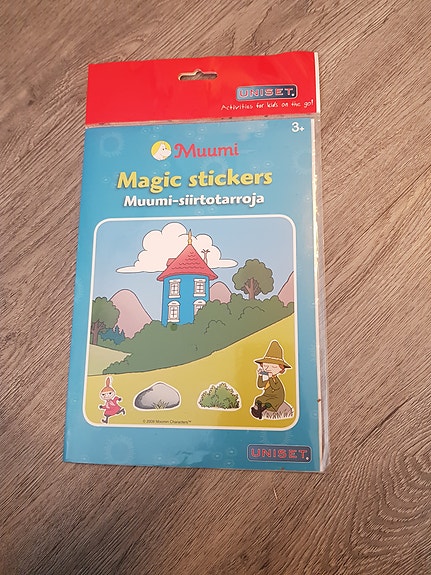 UNISET.
Activities for kids on the go!
3+
Muumi
Magic stickers
Muumi-siirtotarroja
© 2008 Moomin Characters™
UNISET.